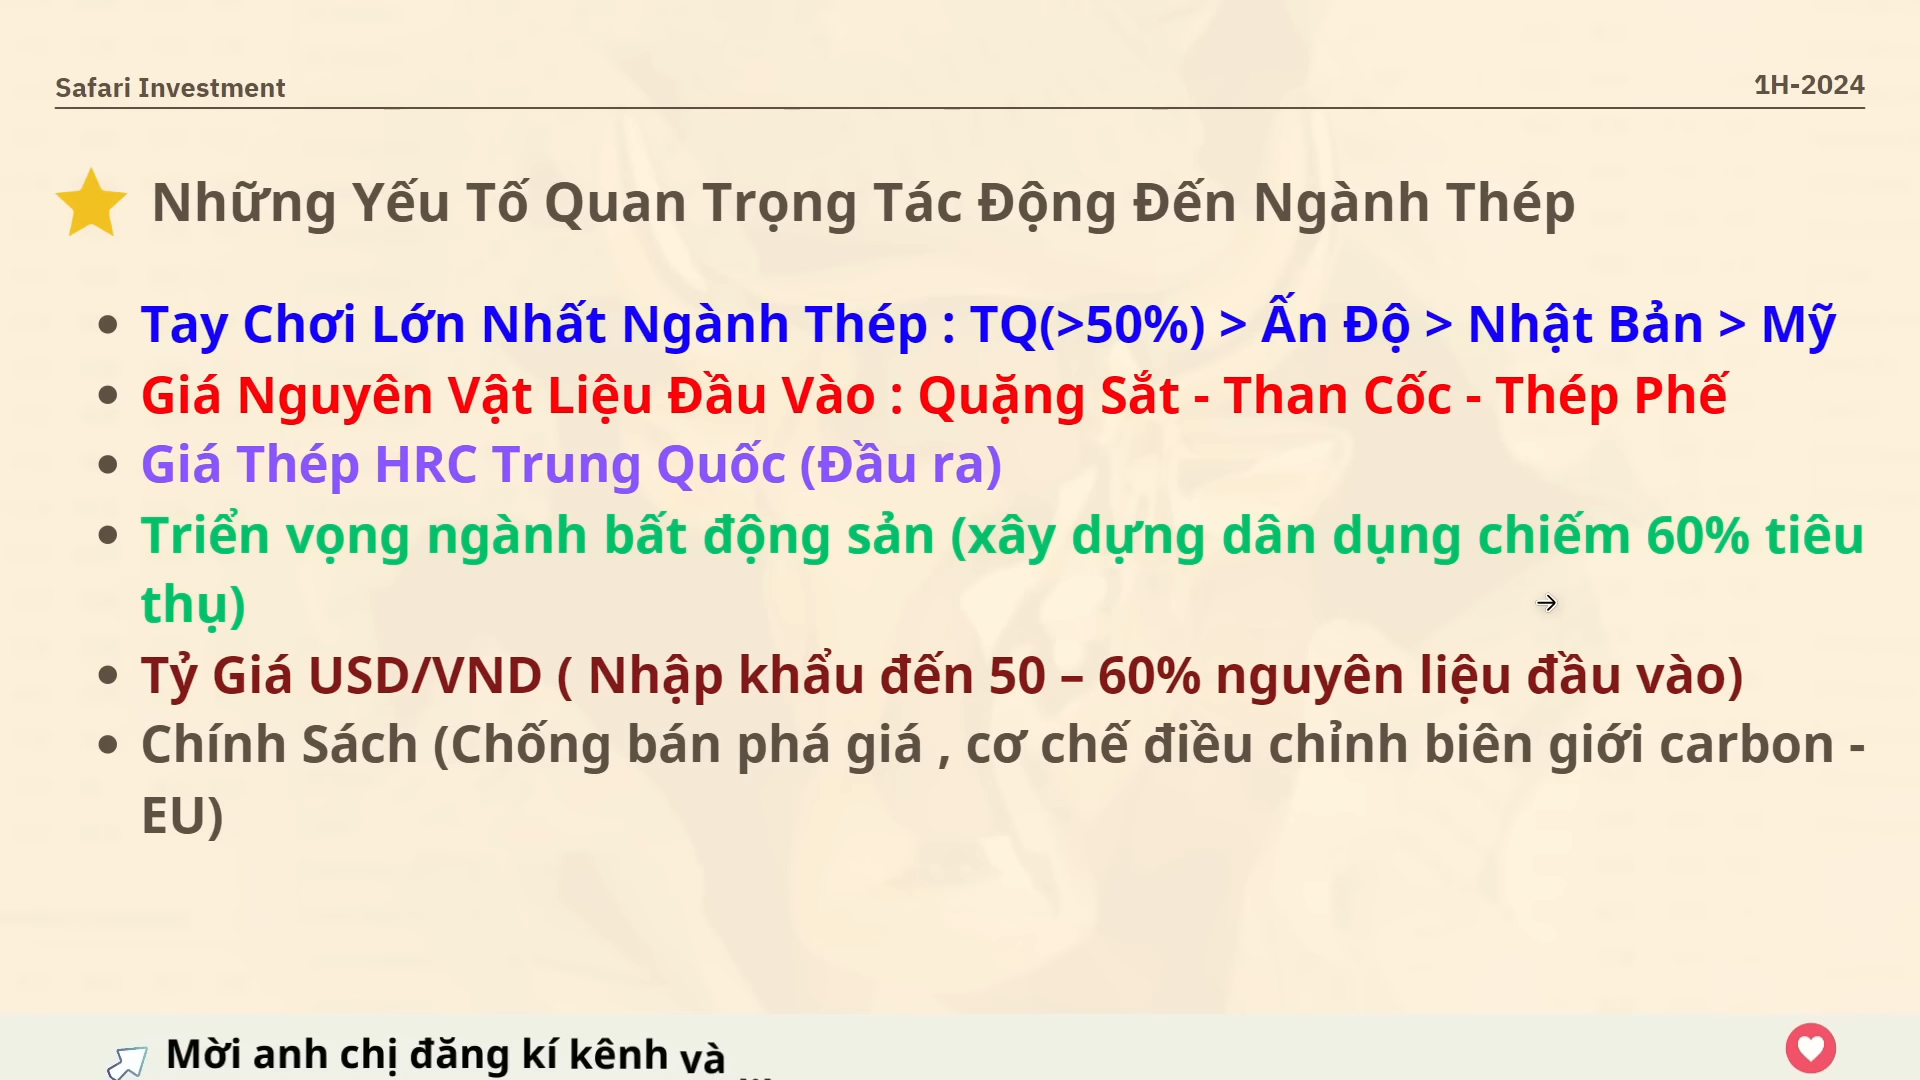 Safari Investment
1H-2024
Những Yếu Tố Quan Trọng Tác Động Đến Ngành Thép
Tay Chơi Lớn Nhất Ngành Thép : TQ(>50%) > Ấn Độ > Nhật Bản > Mỹ
Giá Nguyên Vật Liệu Đầu Vào : Quặng Sắt - Than Cốc - Thép Phế
Giá Thép HRC Trung Quốc (Đầu ra)
Triển vọng ngành bất động sản (xây dựng dân dụng chiếm 60% tiêu
thụ)
Tỷ Giá USD/VND ( Nhập khẩu đến 50 – 60% nguyên liệu đầu vào)
Chính Sách (Chống bán phá giá , cơ chế điều chỉnh biên giới carbon -
EU)
Mời anh chị đăng kí kênh và